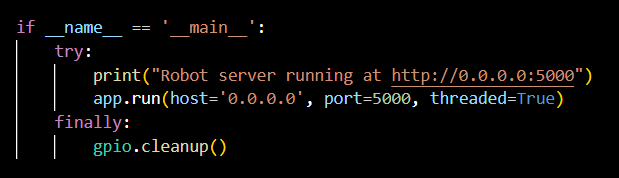 if __name__ == '__main__':
    try:
        print("Robot server running at http://0.0.0.0:5000")
        app.run(host='0.0.0.0', port=5000, threaded=True)
    finally:
        gpio.cleanup()